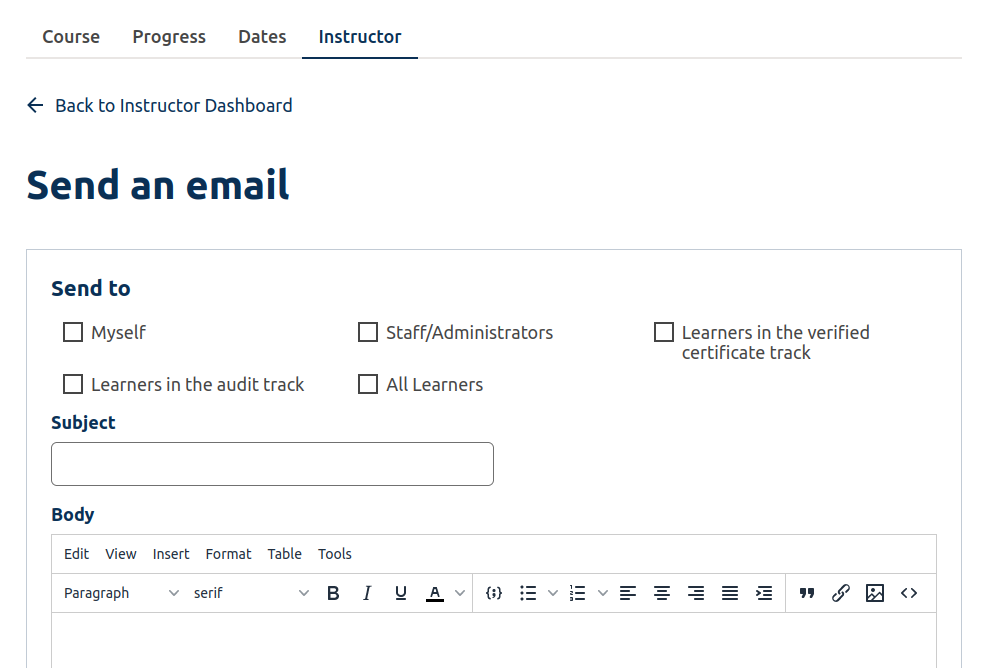 Course Progress Dates Instructor
Back to Instructor Dashboard
Send an email
Send to
Myself Staff/Administrators Learners in the verified
certificate track
Learners in the audit track All Learners
Subject
Body
Edit View Insert Format Table Tools
Paragraph serif B I U A